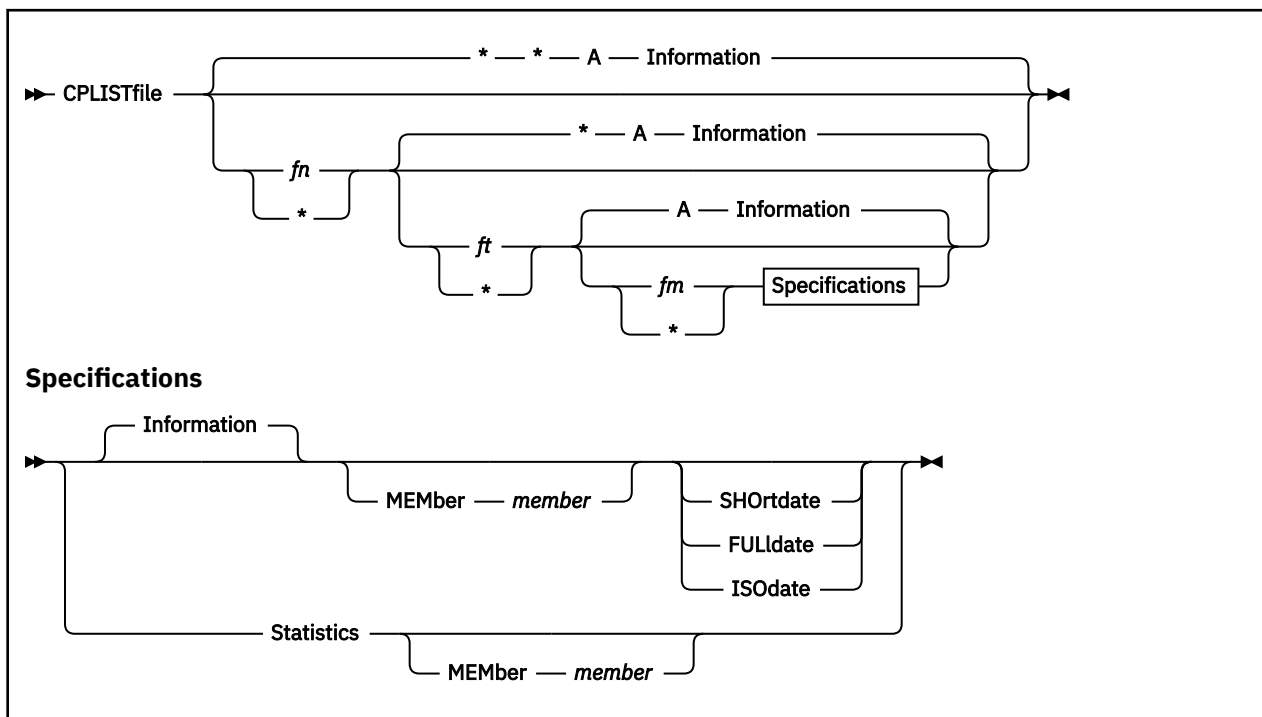 * * A Information
CPLISTfile
* A Information
fn
*
A Information
ft
*
fm Specifications
*
Specifications
Information
MEMber member SHOrtdate
FULldate
ISOdate
Statistics
MEMber member